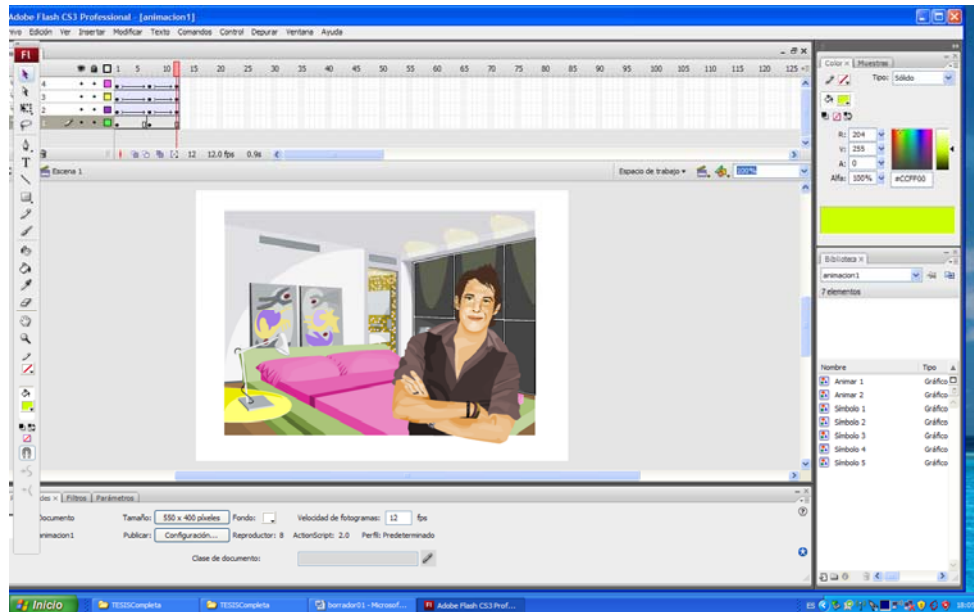 Adobe Flash CS3 Professional - [animacion1]
Edición Ver Insertar Modificar Texto Comandos Control Depurar Ventana Ayuda
Fl
1 5 10 15 20 25 30 35 40 45 50 55 60 65 70 75 80 85 90 95 100 105 110 115 120 125
4
3
2
12 12.0 fps 0.9s
Escena 1
Espacio de trabajo
100%
Filtros Parámetros
Documento Tamaño: 550 x 400 píxeles Fondo: Velocidad de fotogramas: 12 fps
animacion1 Publicar: Configuración... Reproductor: 8 ActionScript: 2.0 Perfil: Predeterminado
Clase de documento:
Color Muestras
Tipo: Sólido
R: 204
V: 255
A: 0
Alfa: 100% #CCFF00
Biblioteca
animacion1
7 elementos
Nombre Tipo
Animar 1 Gráfico
Animar 2 Gráfico
Símbolo 1 Gráfico
Símbolo 2 Gráfico
Símbolo 3 Gráfico
Símbolo 4 Gráfico
Símbolo 5 Gráfico
Inicio TESISCompleta TESISCompleta borrador01 - Microsof... Adobe Flash CS3 Prof... ES 18:05